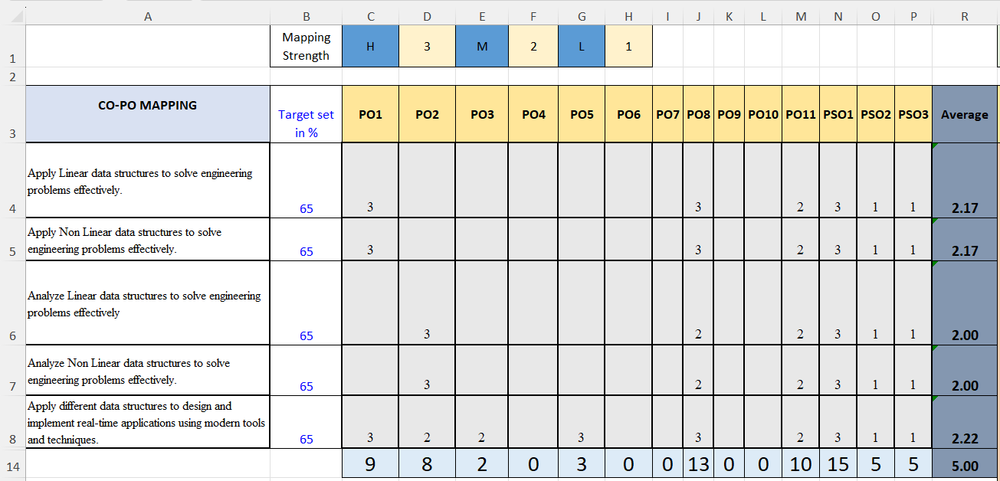 A B C D E F G H I J K L M N O P R
1 Mapping Strength H 3 M 2 L 1
2
3 CO-PO MAPPING Target set in % PO1 PO2 PO3 PO4 PO5 PO6 PO7 PO8 PO9 PO10 PO11 PSO1 PSO2 PSO3 Average
Apply Linear data structures to solve engineering
problems effectively.
4 65 3 3 2 3 1 1 2.17
Apply Non Linear data structures to solve
engineering problems effectively.
5 65 3 3 2 3 1 1 2.17
Analyze Linear data structures to solve engineering
problems effectively
6 65 3 2 2 3 1 1 2.00
Analyze Non Linear data structures to solve
engineering problems effectively.
7 65 3 2 2 3 1 1 2.00
Apply different data structures to design and
implement real-time applications using modern tools
and techniques.
8 65 3 2 2 3 3 2 3 1 1 2.22
14 9 8 2 0 3 0 0 13 0 0 10 15 5 5 5.00